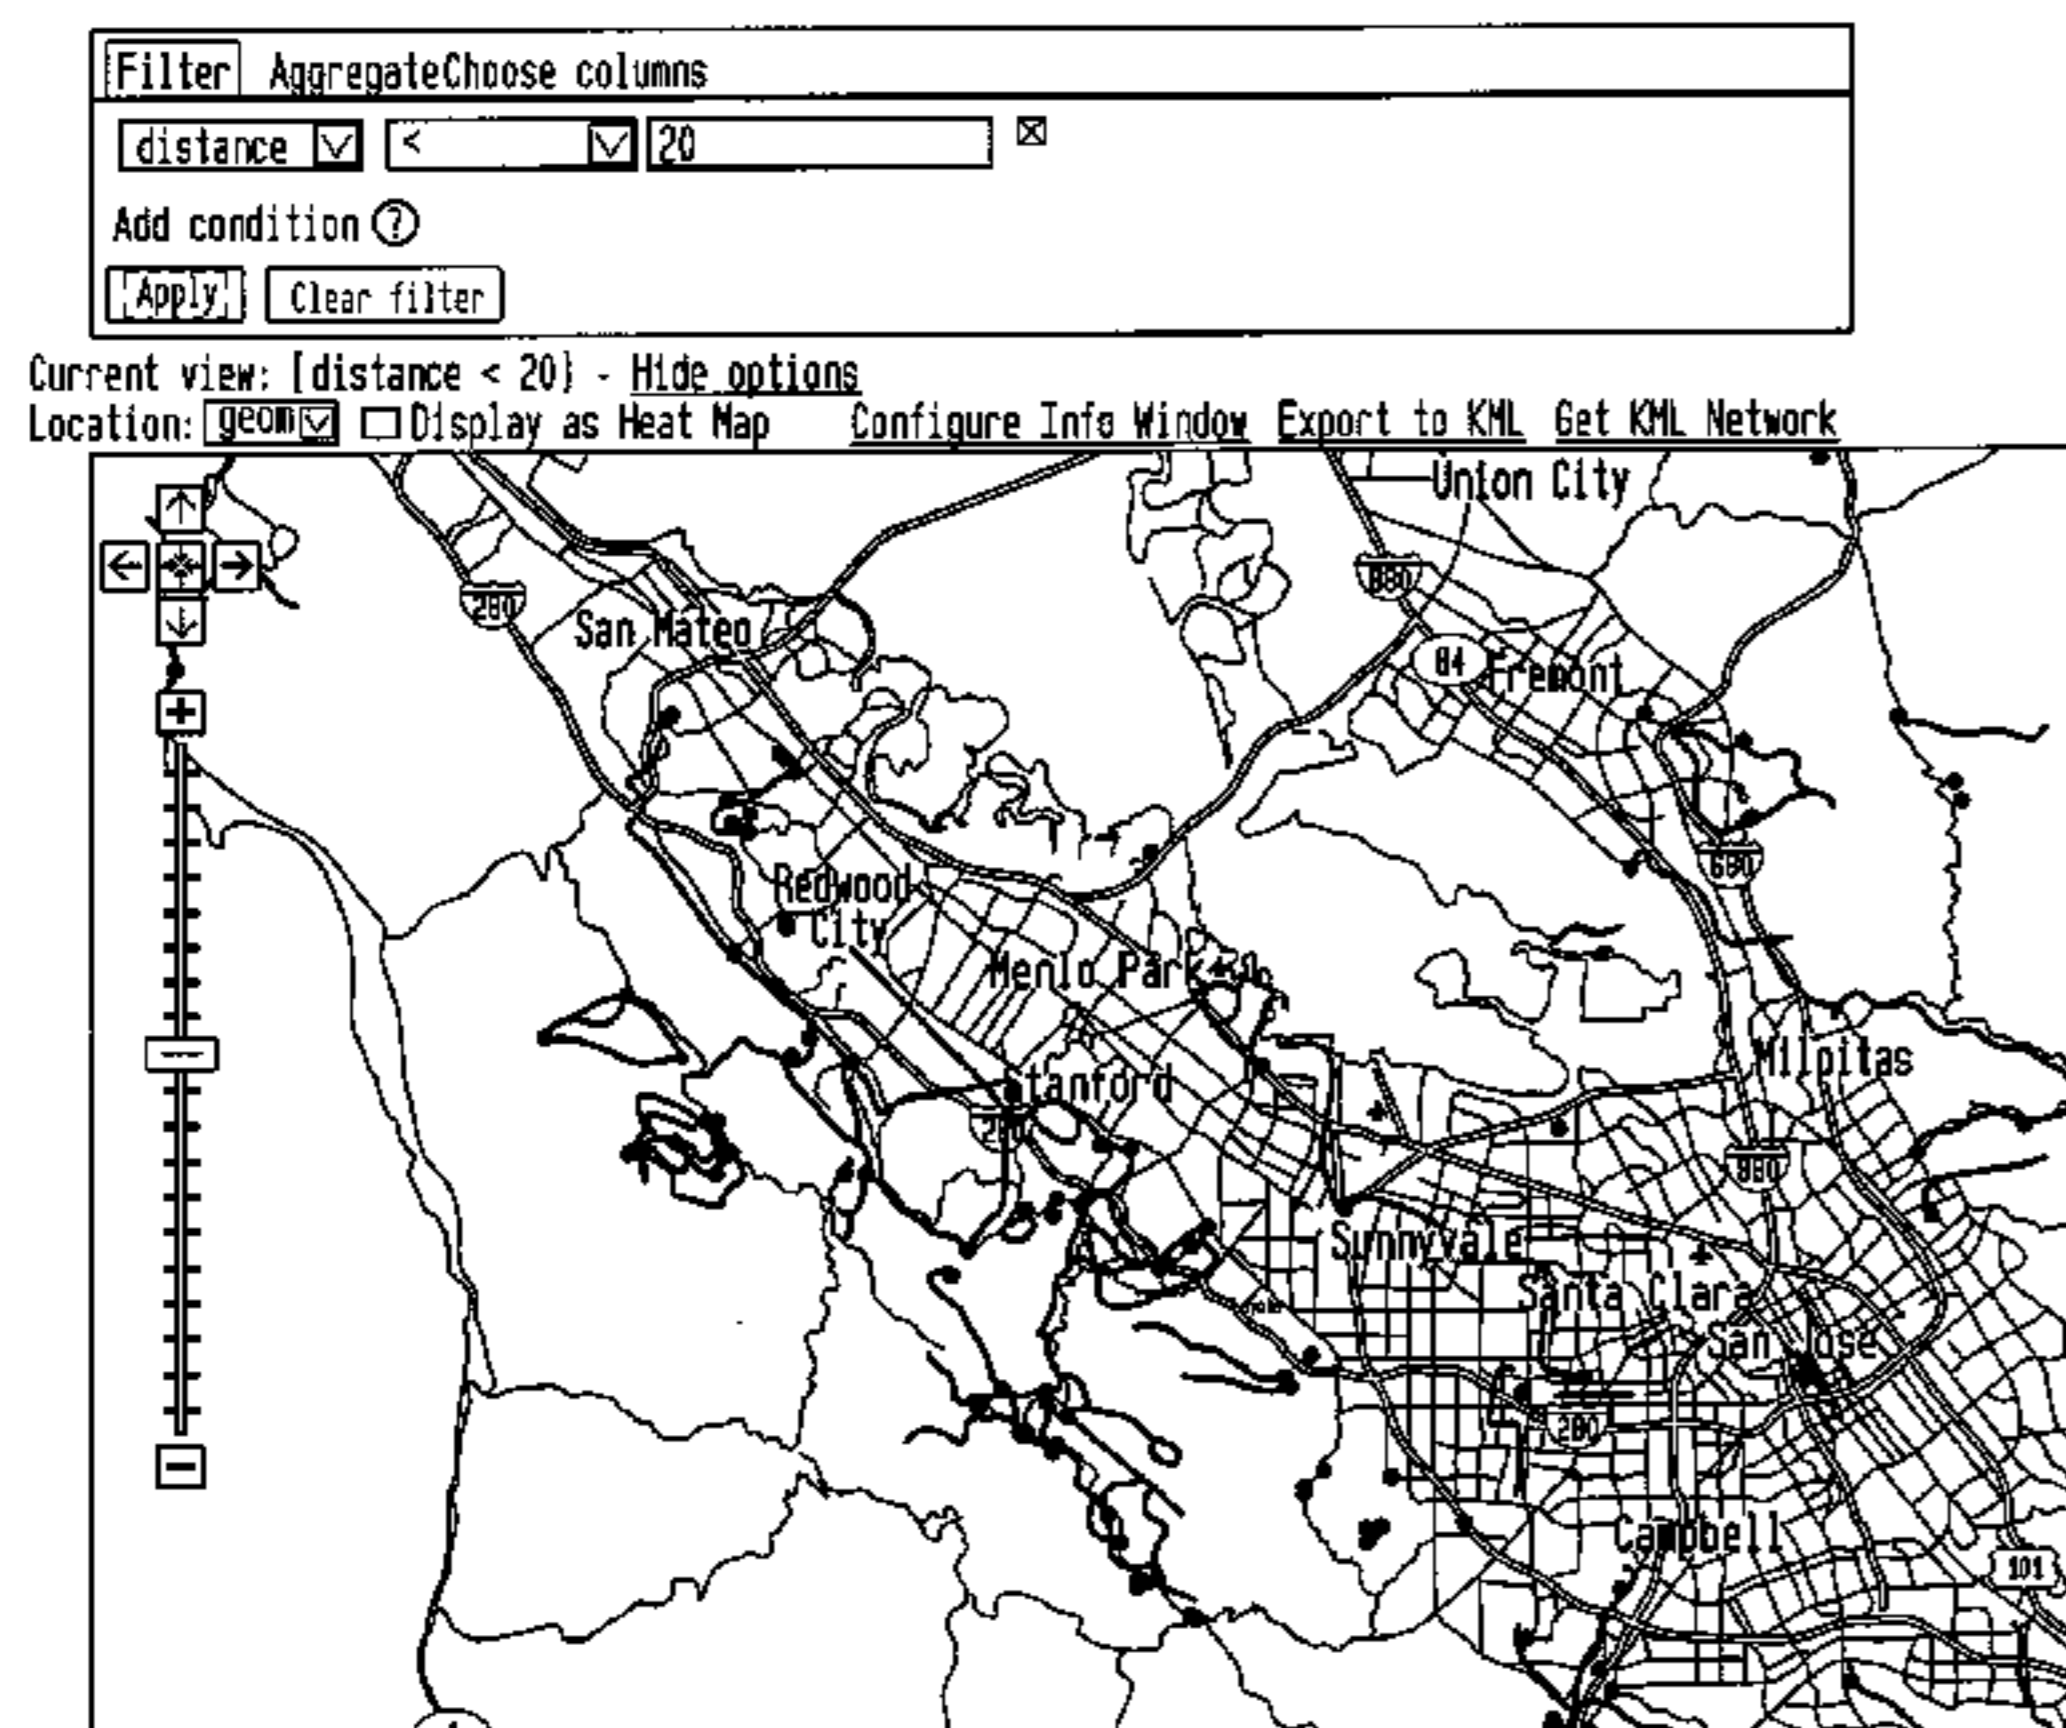 Filter AggregateChoose columns
distance < 20
Add condition ?
Apply Clear filter
Current view: [distance < 20} - Hide options
Location: geom Display as Heat Map Configure Info Window Export to KML Get KML Network
Union City
880
280
San Mateo
84 Fremont
680
Redwood
City
Menlo Park
Milpitas
Stanford
880
Sunnyvale
Santa Clara
San Jose
280
Campbell
101